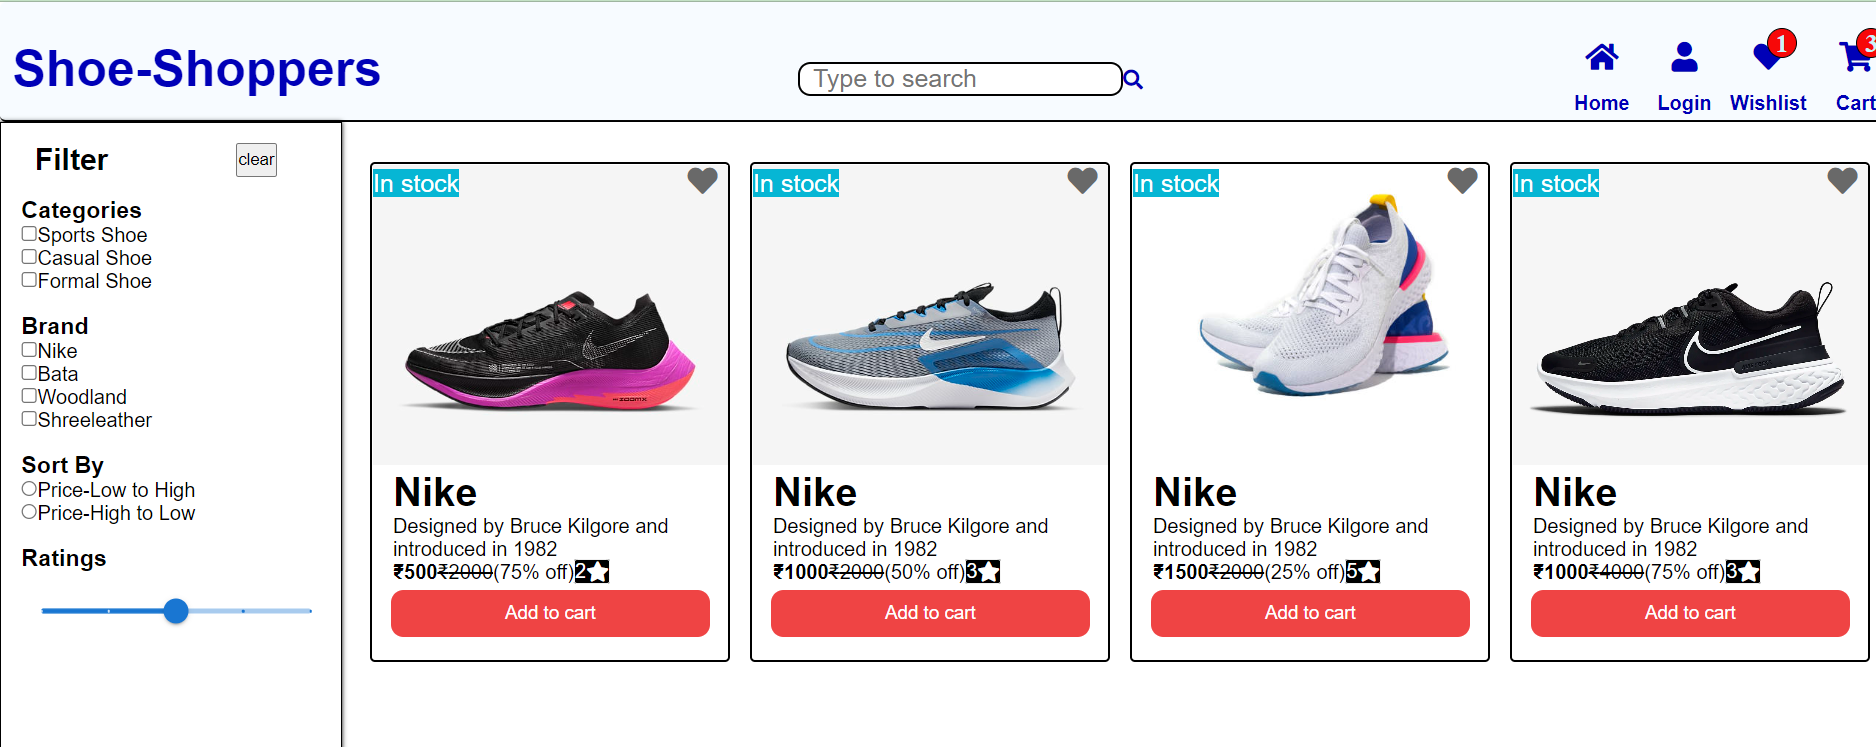 Shoe-Shoppers
Type to search
1
3
Home
Login
Wishlist
Cart
Filter
clear
Categories
Sports Shoe
Casual Shoe
Formal Shoe
Brand
Nike
Bata
Woodland
Shreeleather
Sort By
Price-Low to High
Price-High to Low
Ratings
In stock
ZOOMX
Nike
Designed by Bruce Kilgore and
introduced in 1982
₹500₹2000(75% off)2
Add to cart
In stock
Nike
Designed by Bruce Kilgore and
introduced in 1982
₹1000₹2000(50% off)3
Add to cart
In stock
Nike
Designed by Bruce Kilgore and
introduced in 1982
₹1500₹2000(25% off)5
Add to cart
In stock
Nike
Designed by Bruce Kilgore and
introduced in 1982
₹1000₹4000(75% off)3
Add to cart